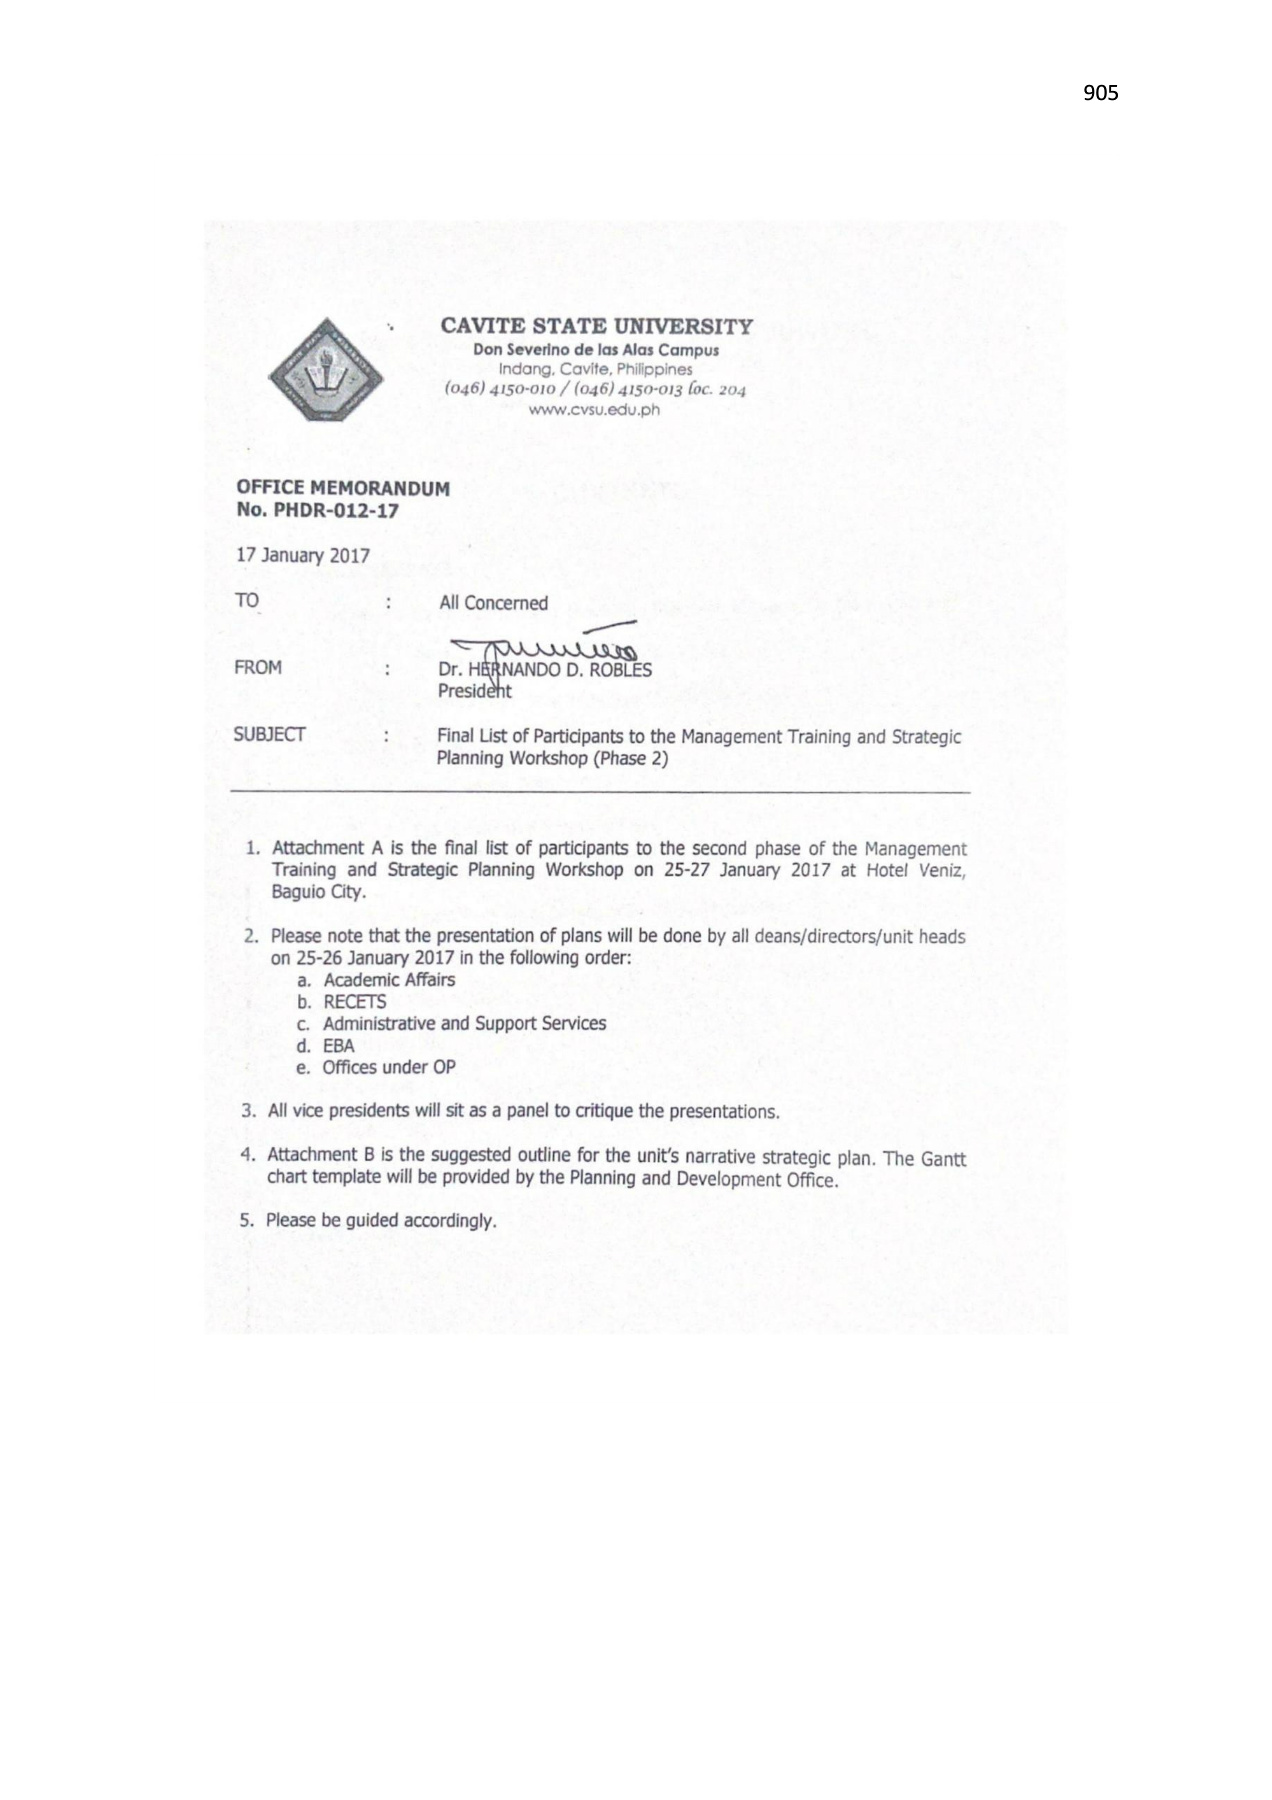 905
CAVITE STATE UNIVERSITY
Don Severino de las Alas Campus
Indang, Cavite, Philippines
(046) 4150-010 / (046) 4150-013 loc. 204
www.cvsu.edu.ph
OFFICE MEMORANDUM
No. PHDR-012-17
17 January 2017
TO : All Concerned
FROM : Dr. HERNANDO D. ROBLES
President
SUBJECT : Final List of Participants to the Management Training and Strategic
Planning Workshop (Phase 2)
1. Attachment A is the final list of participants to the second phase of the Management
Training and Strategic Planning Workshop on 25-27 January 2017 at Hotel Veniz,
Baguio City.
2. Please note that the presentation of plans will be done by all deans/directors/unit heads
on 25-26 January 2017 in the following order:
a. Academic Affairs
b. RECETS
c. Administrative and Support Services
d. EBA
e. Offices under OP
3. All vice presidents will sit as a panel to critique the presentations.
4. Attachment B is the suggested outline for the unit's narrative strategic plan. The Gantt
chart template will be provided by the Planning and Development Office.
5. Please be guided accordingly.